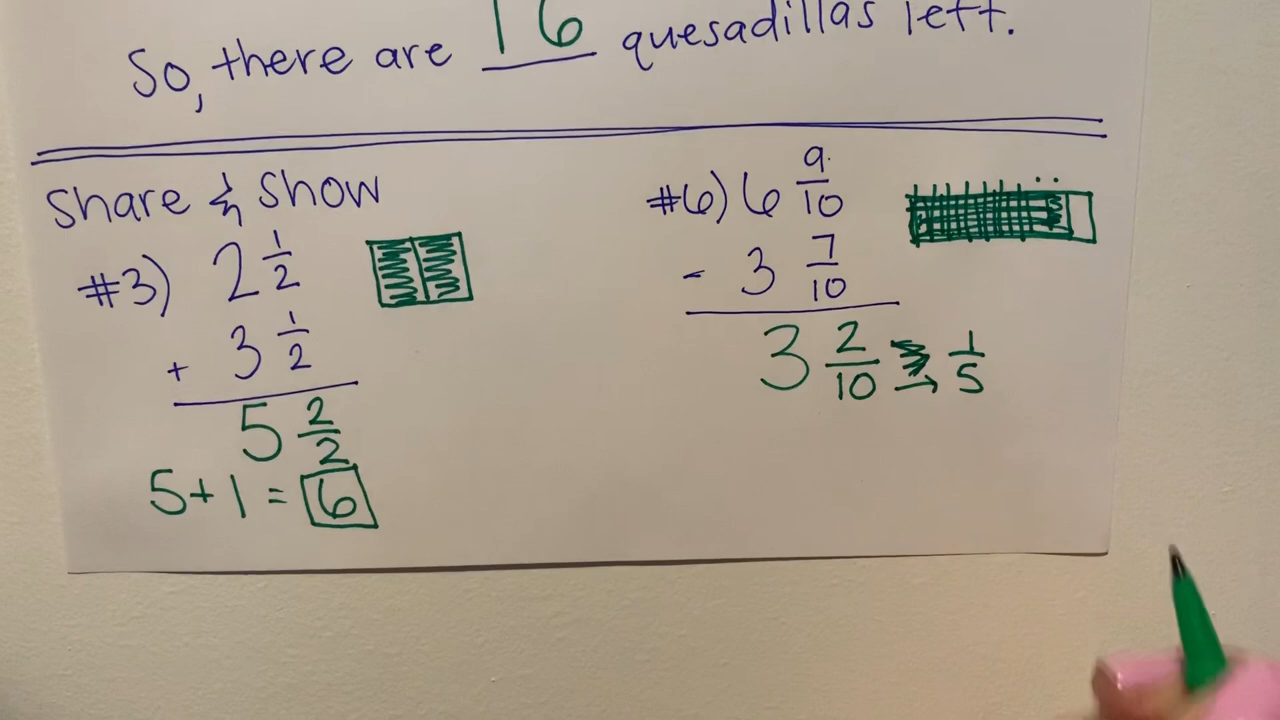 So, there are 16 quesadillas left.
Share & Show
#3) 2 1/2
+ 3 1/2
5 2/2
5+1 = 6
#6) 6 9/10
- 3 7/10
3 2/10 → 1/5